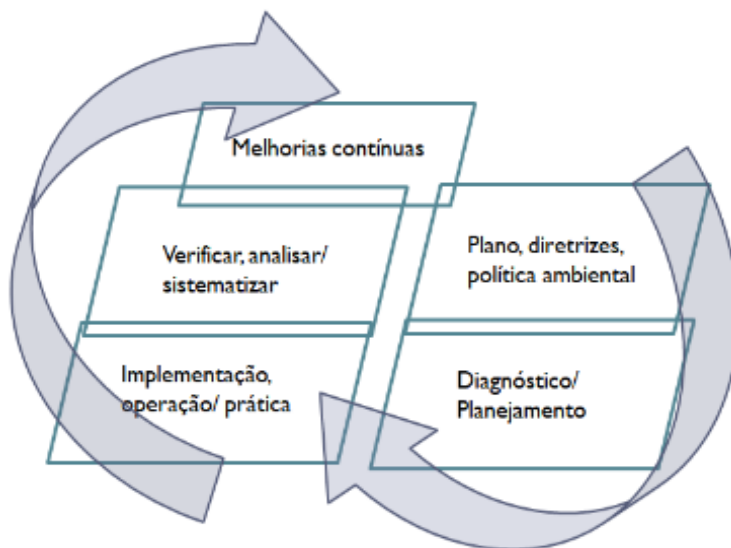 Melhorias contínuas
Verificar, analisar/
sistematizar
Plano, diretrizes,
política ambiental
Implementação,
operação/ prática
Diagnóstico/
Planejamento